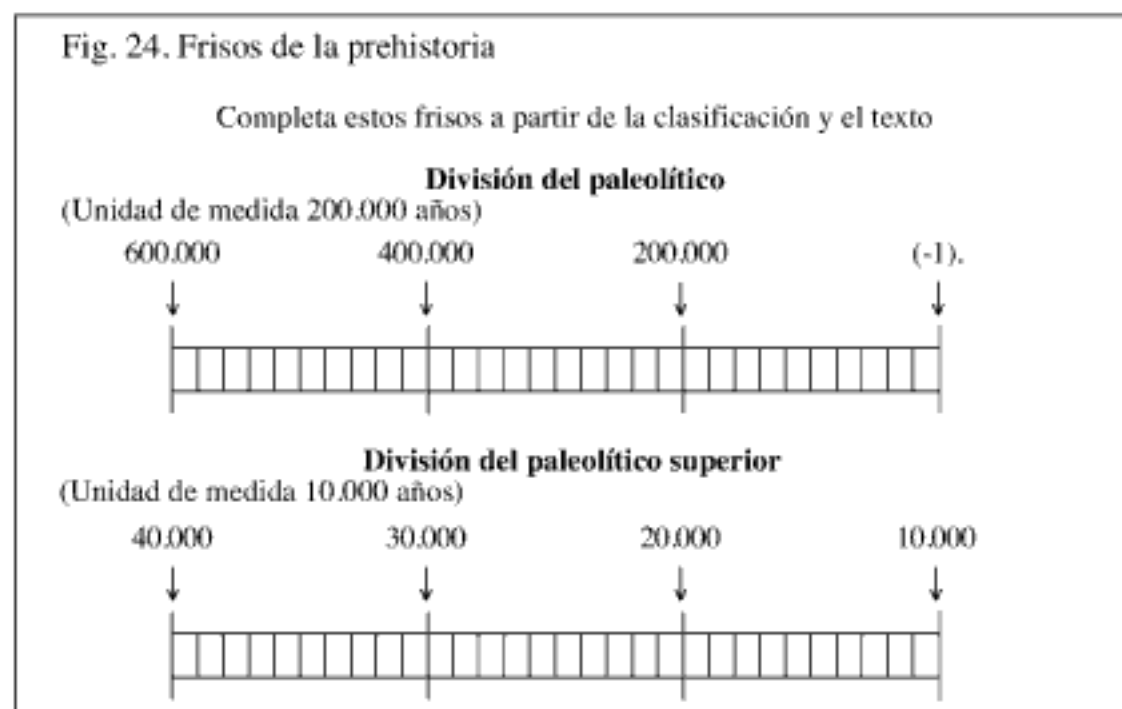 Fig. 24. Frisos de la prehistoria
Completa estos frisos a partir de la clasificación y el texto
División del paleolítico
(Unidad de medida 200.000 años)
600.000 400.000 200.000 (-1).
División del paleolítico superior
(Unidad de medida 10.000 años)
40.000 30.000 20.000 10.000